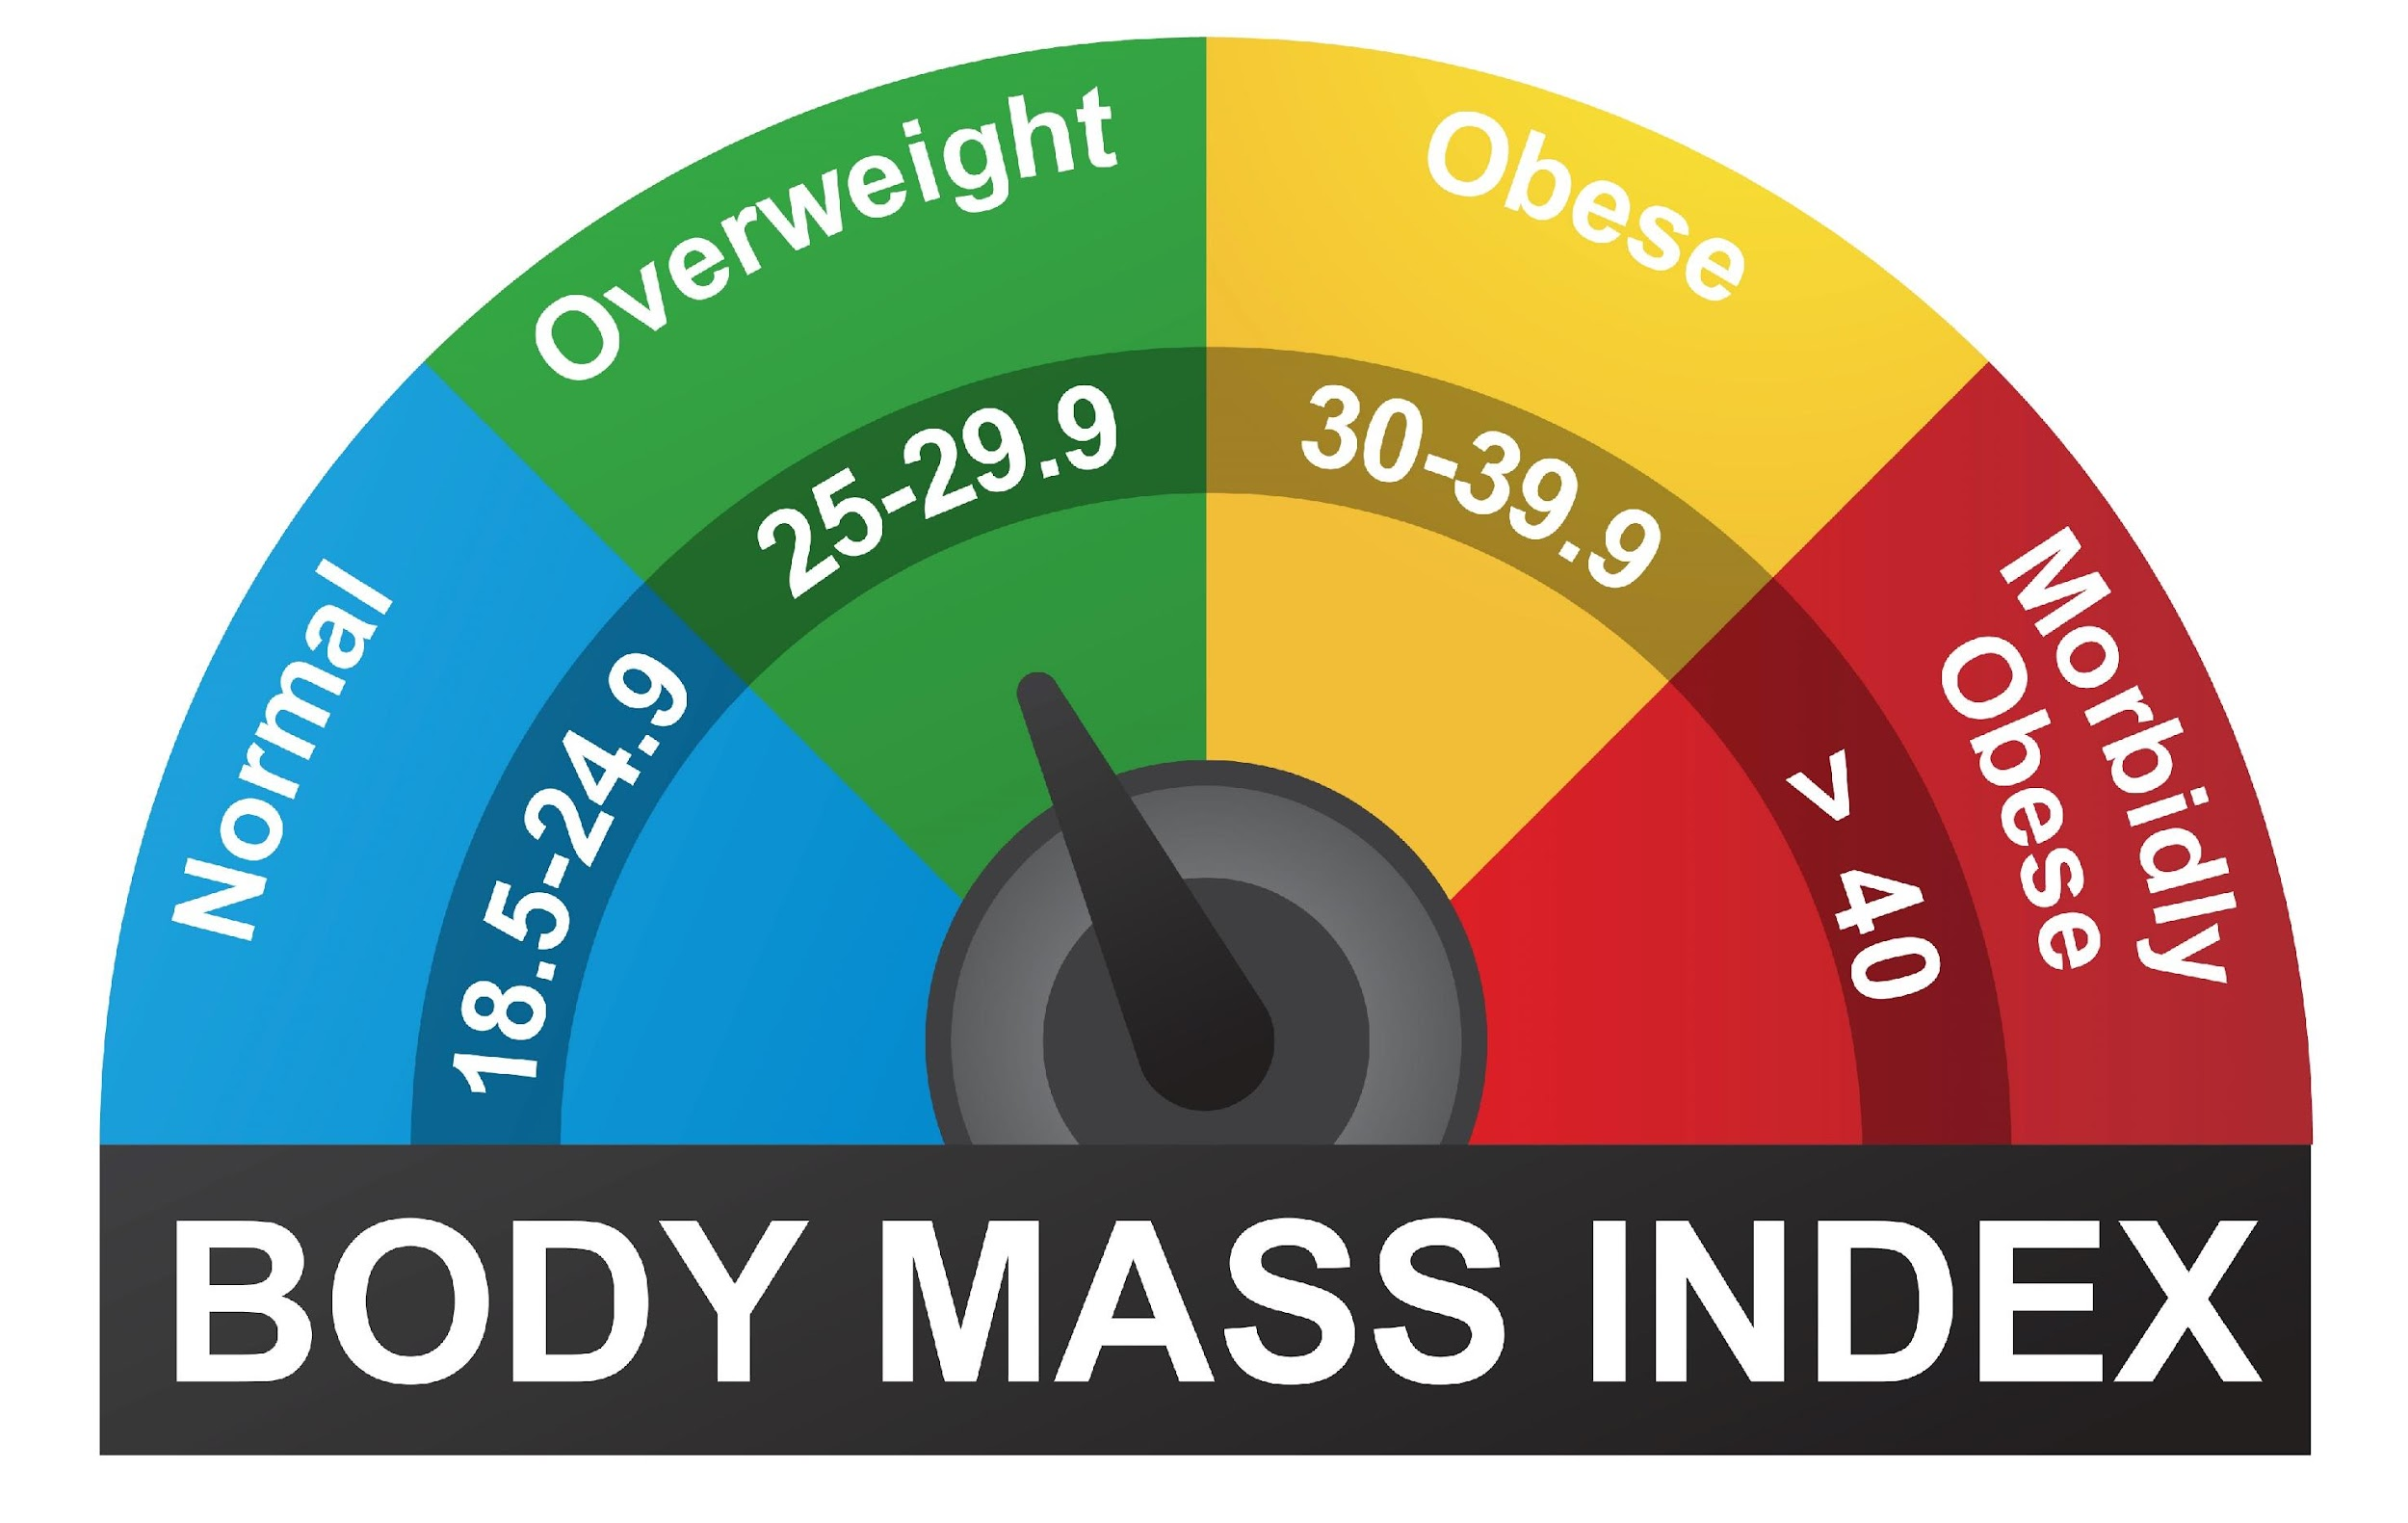 Normal
Overweight
Obese
Morbidly
Obese
18.5-24.9
25-29.9
30-39.9
> 40
BODY MASS INDEX